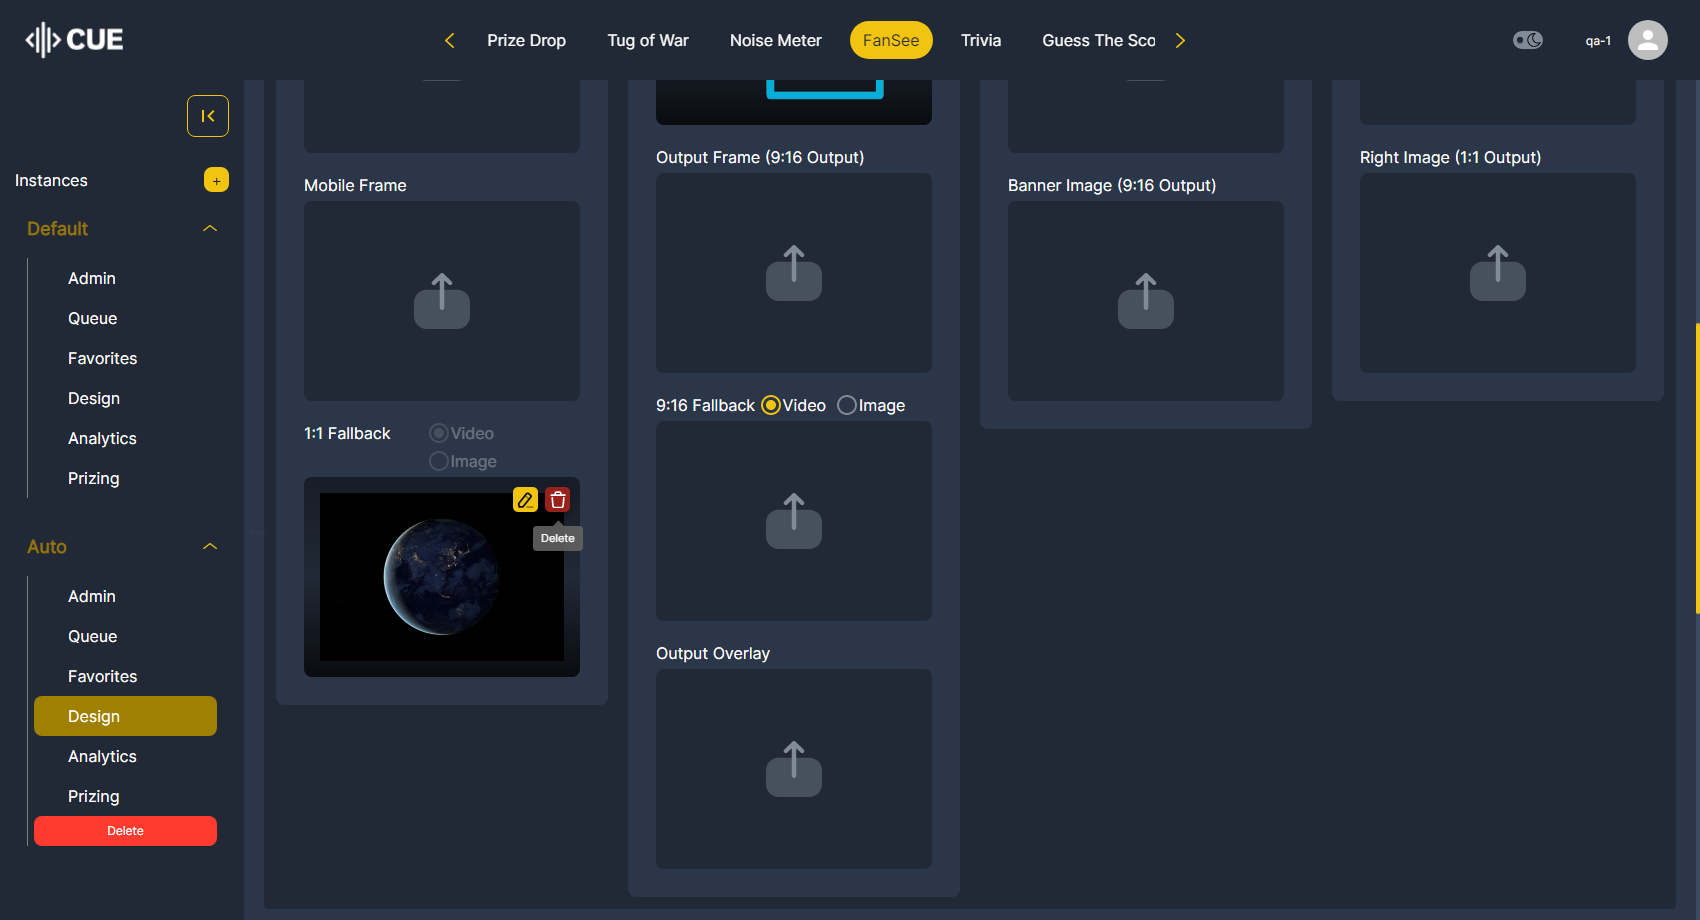 CUE
Prize Drop
Tug of War
Noise Meter
FanSee
Trivia
Guess The Sco
qa-1
Instances
+
Default
Admin
Queue
Favorites
Design
Analytics
Prizing
Auto
Admin
Queue
Favorites
Design
Analytics
Prizing
Delete
Mobile Frame
1:1 Fallback
Video
Image
Delete
Output Frame (9:16 Output)
9:16 Fallback Video Image
Output Overlay
Banner Image (9:16 Output)
Right Image (1:1 Output)